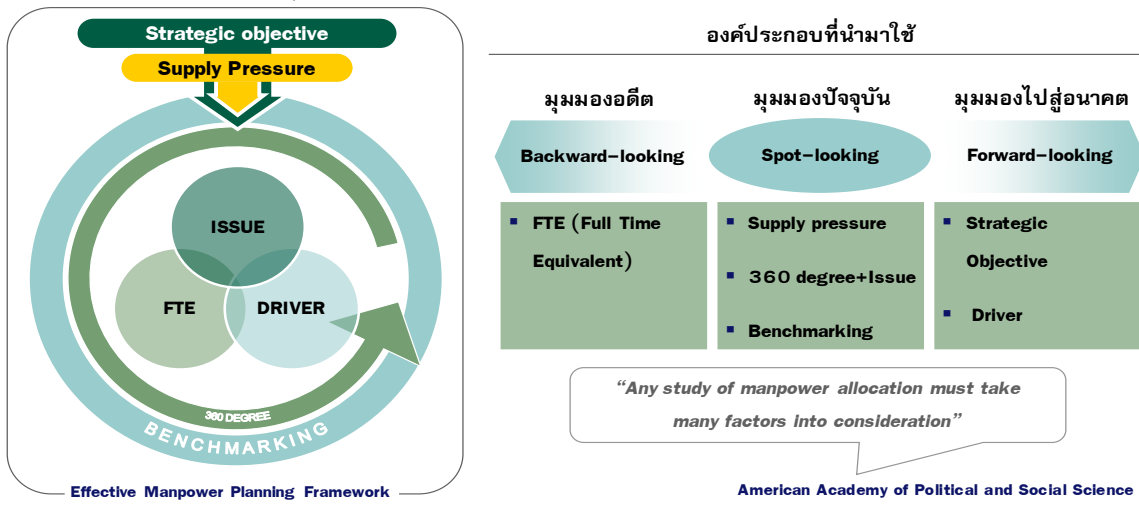 Strategic objective
Supply Pressure
ISSUE
FTE
DRIVER
360 DEGREE
BENCHMARKING
Effective Manpower Planning Framework
องค์ประกอบที่นำมาใช้
มุมมองอดีต
มุมมองปัจจุบัน
มุมมองไปสู่อนาคต
Backward–looking
Spot–looking
Forward–looking
▪ FTE (Full Time
Equivalent)
▪ Supply pressure
▪ 360 degree+Issue
▪ Benchmarking
▪ Strategic
Objective
▪ Driver
“Any study of manpower allocation must take
many factors into consideration”
American Academy of Political and Social Science